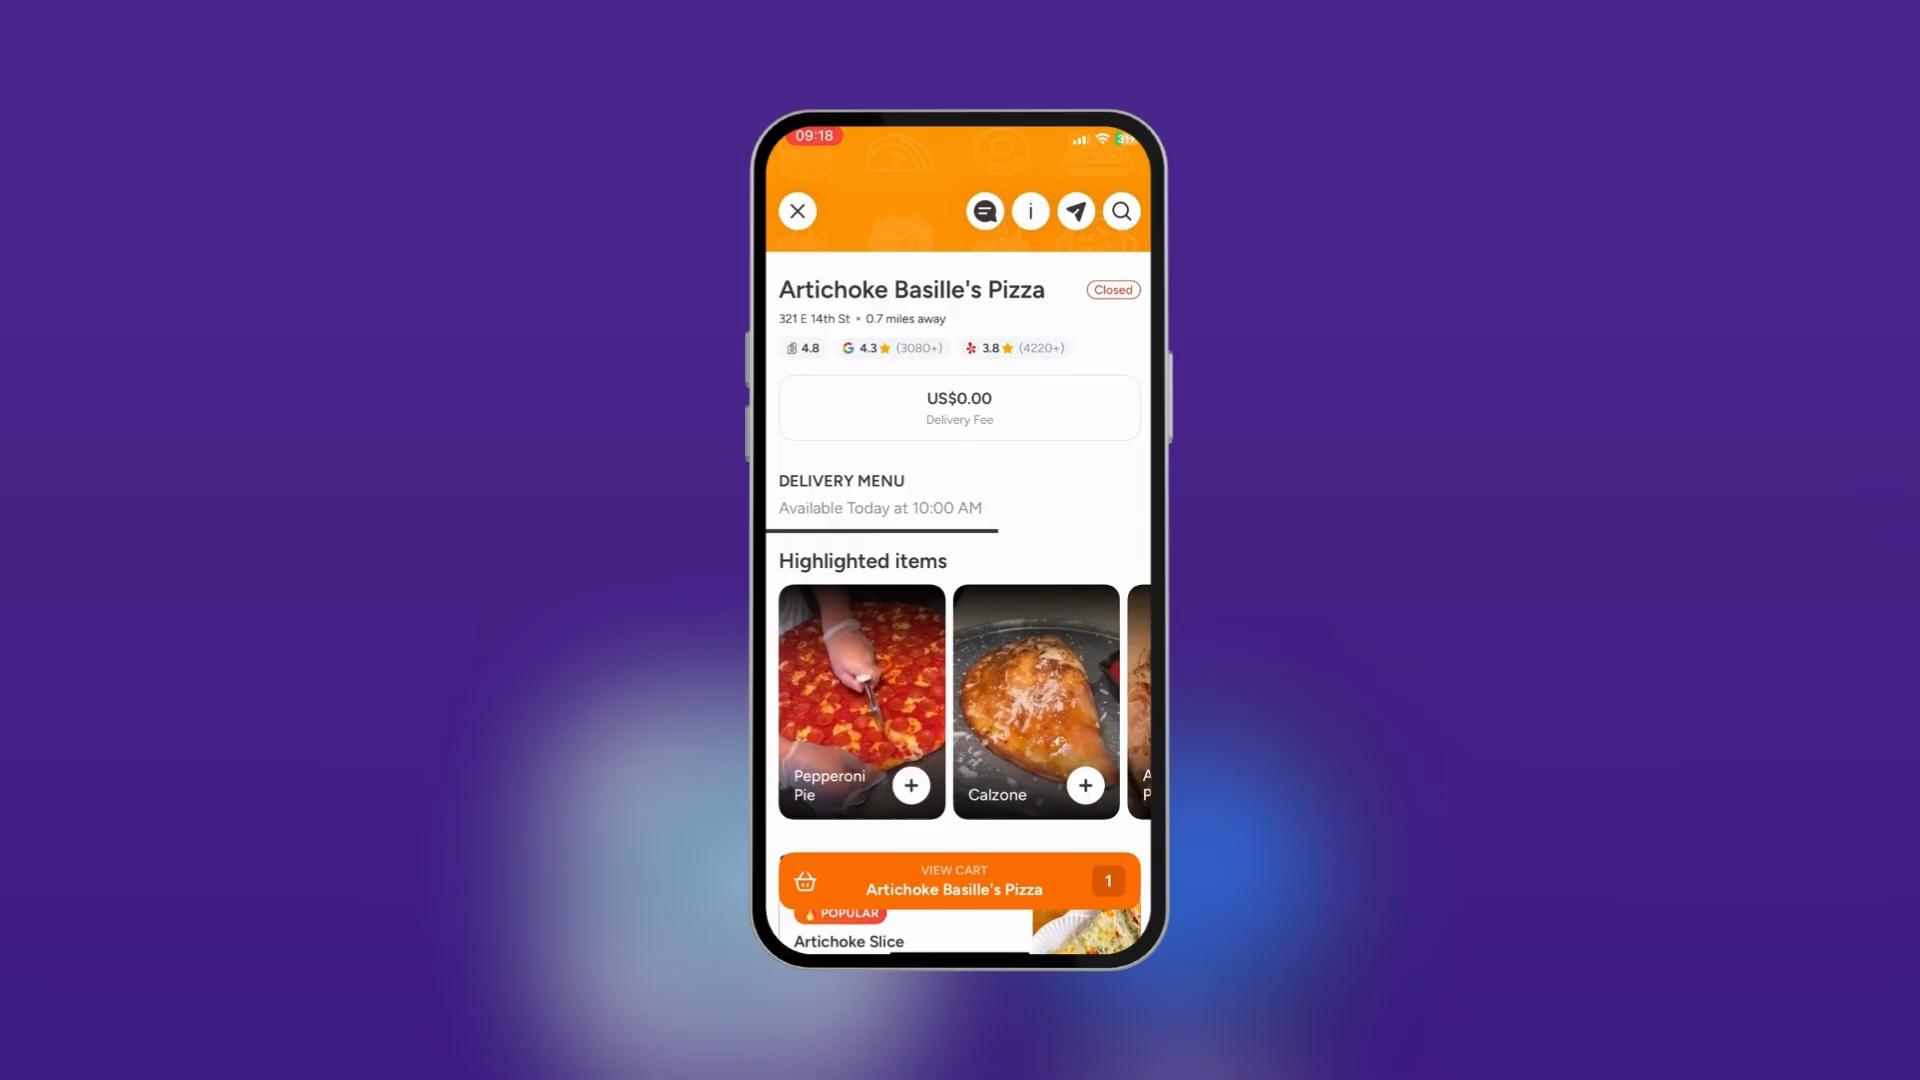 09:18
31
i
Artichoke Basille's Pizza
Closed
321 E 14th St • 0.7 miles away
4.8
4.3 (3080+)
3.8 (4220+)
US$0.00
Delivery Fee
DELIVERY MENU
Available Today at 10:00 AM
Highlighted items
Pepperoni
Pie
Calzone
A
P
VIEW CART
Artichoke Basille's Pizza
1
POPULAR
Artichoke Slice